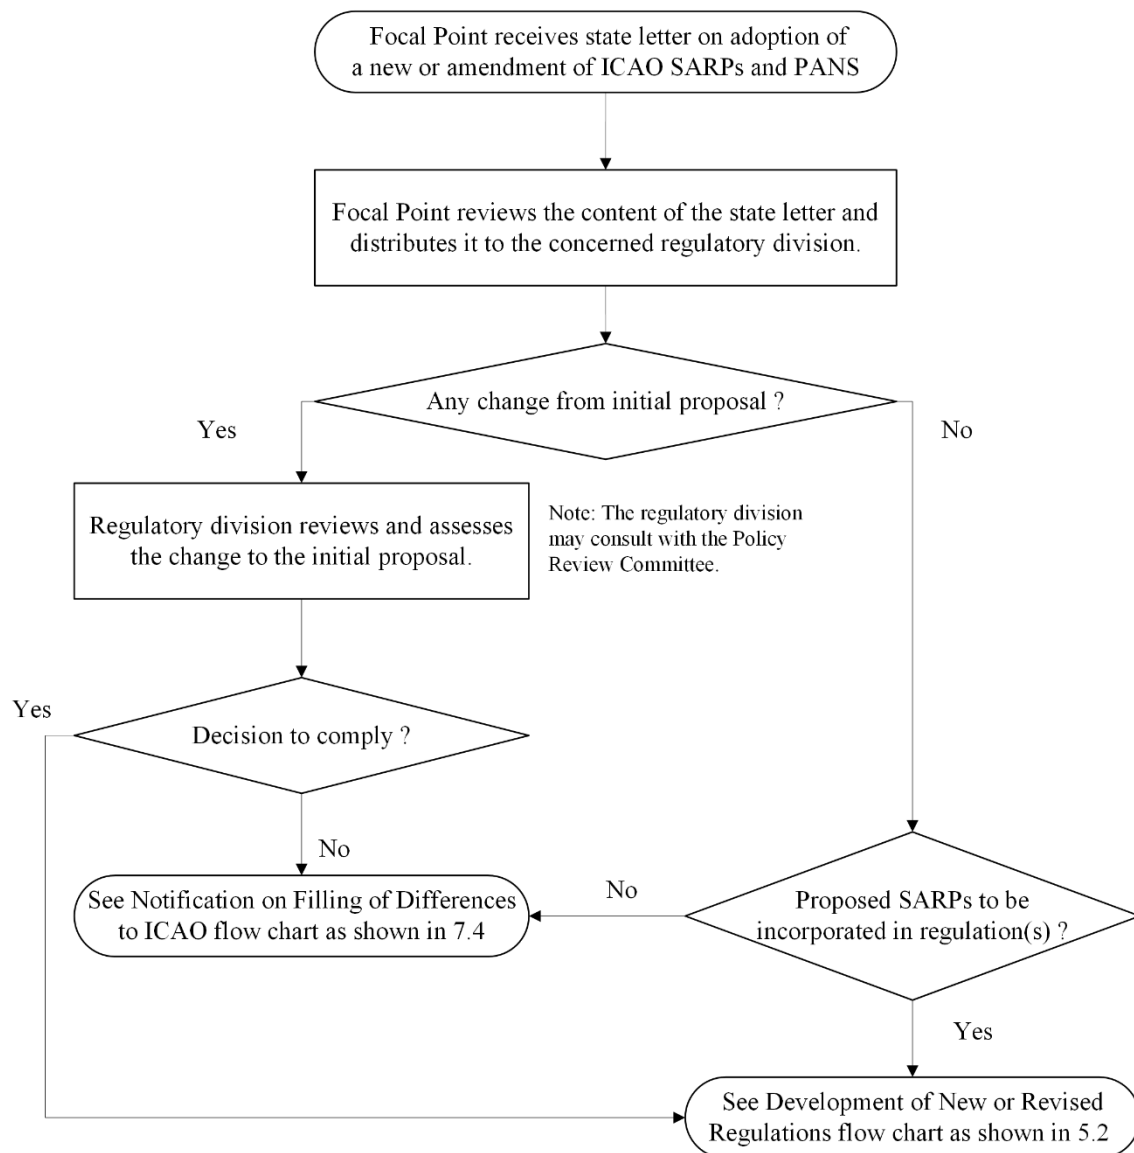 Focal Point receives state letter on adoption of
a new or amendment of ICAO SARPs and PANS
Focal Point reviews the content of the state letter and
distributes it to the concerned regulatory division.
Any change from initial proposal ?
Yes
No
Regulatory division reviews and assesses
the change to the initial proposal.
Note: The regulatory division
may consult with the Policy
Review Committee.
Yes
Decision to comply ?
No
See Notification on Filling of Differences
to ICAO flow chart as shown in 7.4
No
Proposed SARPs to be
incorporated in regulation(s) ?
Yes
See Development of New or Revised
Regulations flow chart as shown in 5.2